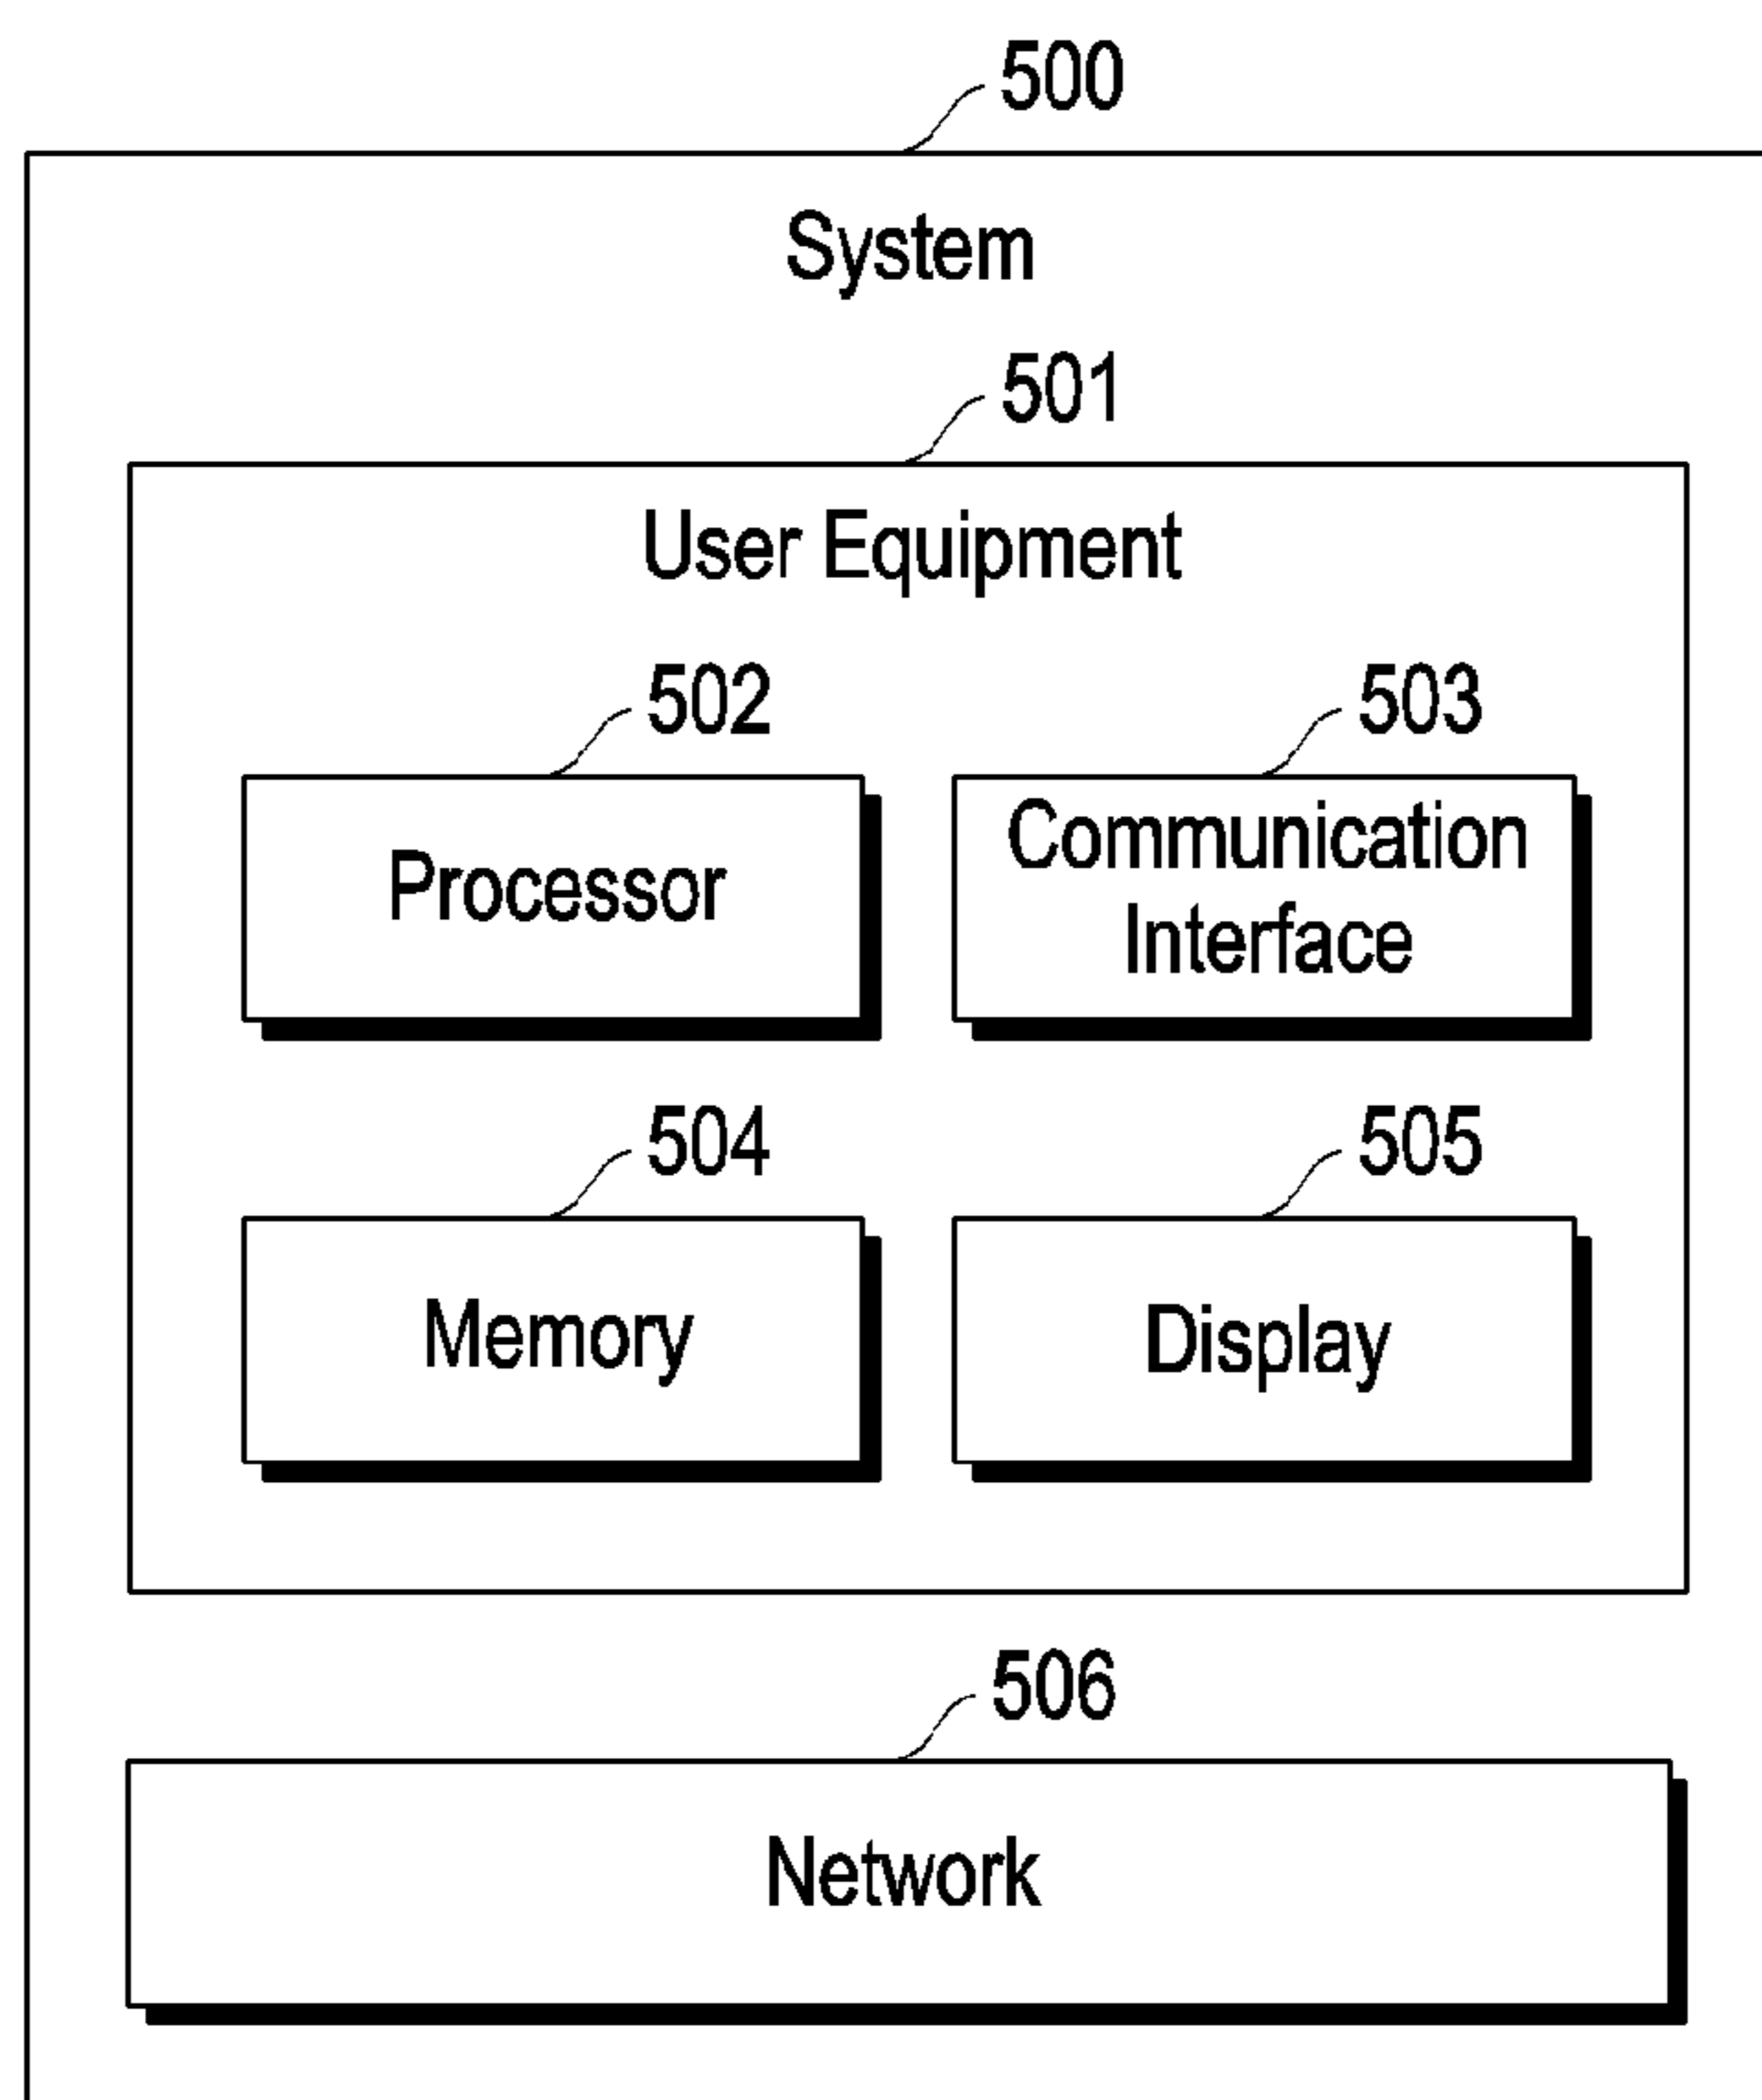 500
System
501
User Equipment
502
503
Processor
Communication
Interface
504
505
Memory
Display
506
Network